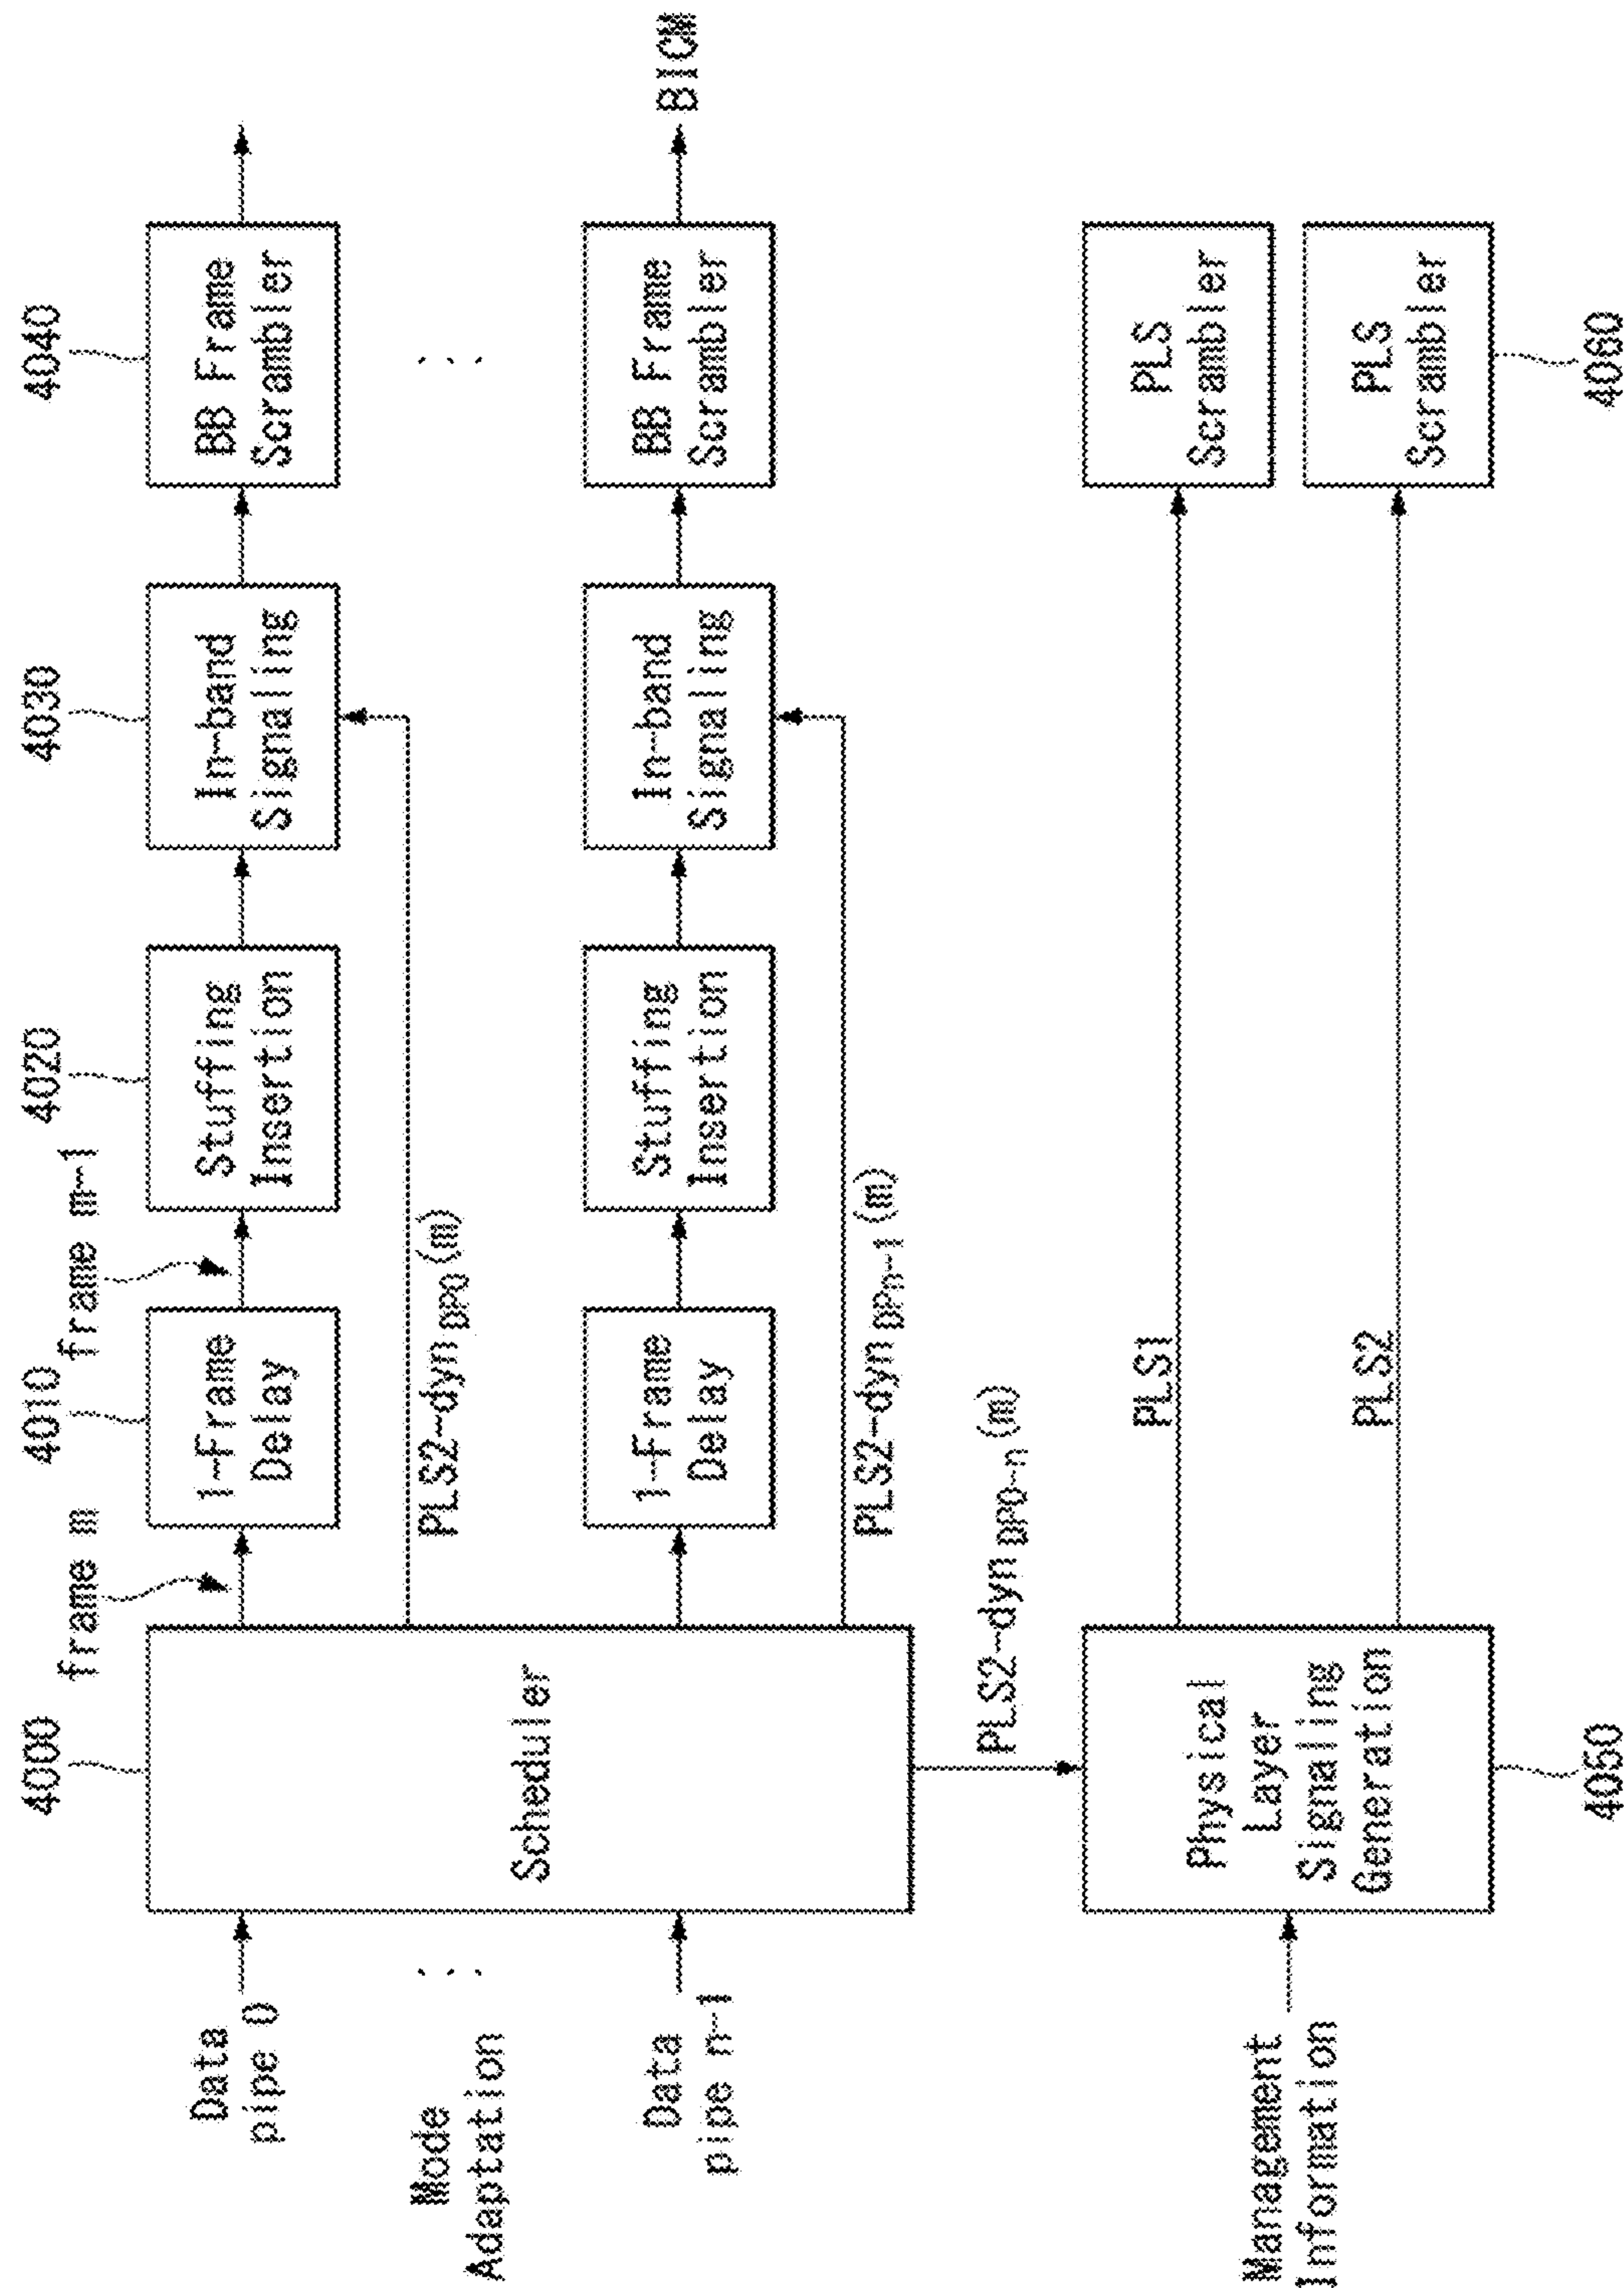 4000
4010
4020
4030
4040
frame m
frame m-1
Data
pipe 0
1-Frame
Delay
Stuffing
Insertion
In-band
Signaling
BB Frame
Scrambler
PLS2-dyn DP0(m)
Mode
Adaptation
. . .
Scheduler
. . .
Data
pipe n-1
1-Frame
Delay
Stuffing
Insertion
In-band
Signaling
BB Frame
Scrambler
BICM
PLS2-dyn DPn-1(m)
PLS2-dyn DP0-n(m)
Management
Information
Physical
Layer
Signaling
Generation
PLS1
PLS
Scrambler
PLS2
PLS
Scrambler
4050
4060